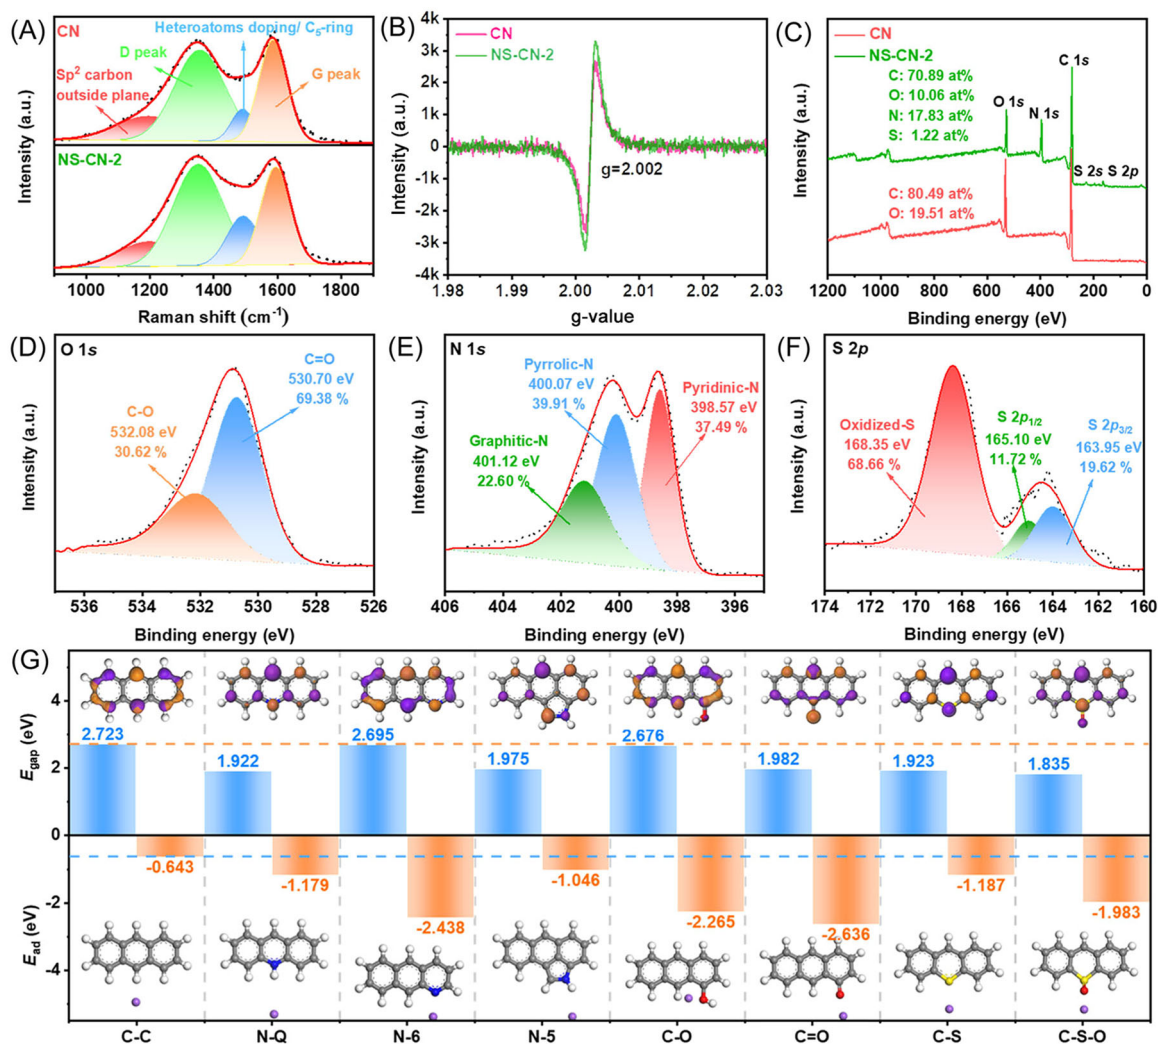 (A)
CN
Heteroatoms doping/ C5-ring
D peak
Sp2 carbon
outside plane
G peak
NS-CN-2
Intensity (a.u.)
1000 1200 1400 1600 1800
Raman shift (cm-1)
(B)
CN
NS-CN-2
4k
3k
2k
1k
0
-1k
-2k
-3k
-4k
g=2.002
Intensity (a.u.)
1.98 1.99 2.00 2.01 2.02 2.03
g-value
(C)
CN
NS-CN-2
C: 70.89 at%
O: 10.06 at%
N: 17.83 at%
S: 1.22 at%
C 1s
O 1s
N 1s
S 2s S 2p
C: 80.49 at%
O: 19.51 at%
Intensity (a.u.)
1200 1000 800 600 400 200 0
Binding energy (eV)
(D)
O 1s
C=O
530.70 eV
69.38 %
C-O
532.08 eV
30.62 %
Intensity (a.u.)
536 534 532 530 528 526
Binding energy (eV)
(E)
N 1s
Pyrrolic-N
400.07 eV
39.91 %
Pyridinic-N
398.57 eV
37.49 %
Graphitic-N
401.12 eV
22.60 %
Intensity (a.u.)
406 404 402 400 398 396
Binding energy (eV)
(F)
S 2p
Oxidized-S
168.35 eV
68.66 %
S 2p1/2
165.10 eV
11.72 %
S 2p3/2
163.95 eV
19.62 %
Intensity (a.u.)
174 172 170 168 166 164 162 160
Binding energy (eV)
(G)
4
2
0
-2
-4
Egap (eV)
Ead (eV)
2.723 1.922 2.695 1.975 2.676 1.982 1.923 1.835
-0.643 -1.179 -2.438 -1.046 -2.265 -2.636 -1.187 -1.983
C-C N-Q N-6 N-5 C-O C=O C-S C-S-O